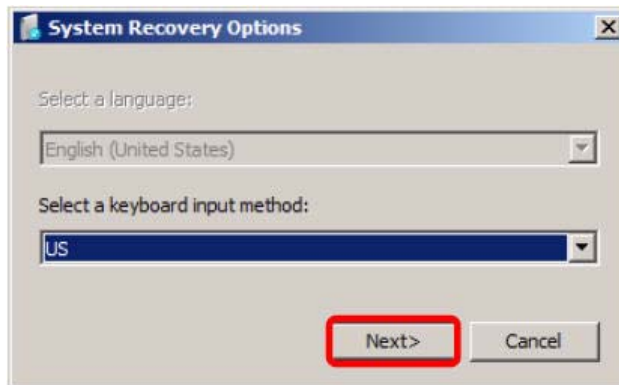 System Recovery Options
Select a language:
English (United States)
Select a keyboard input method:
US
Next>
Cancel